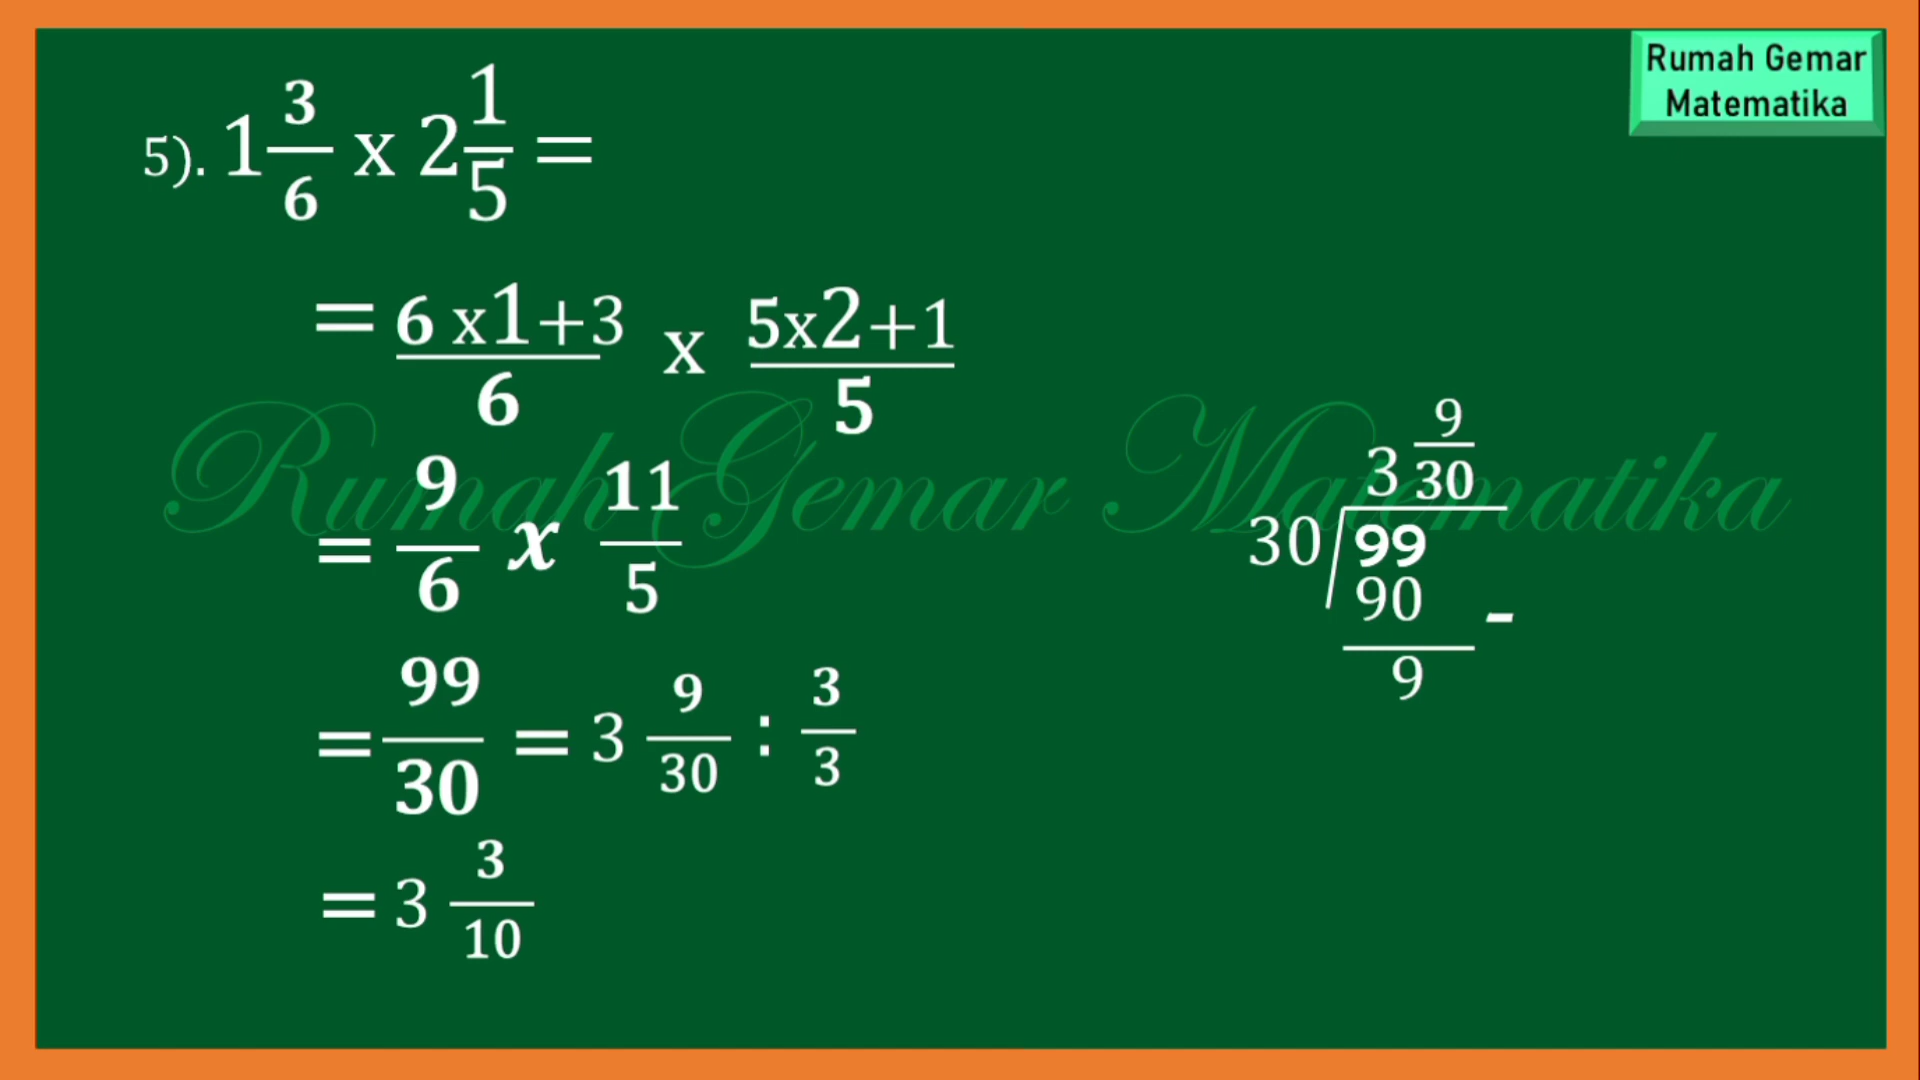 Rumah Gemar
Matematika
5). 1 3/6 x 2 1/5 =
= 6 x1+3/6 x 5x2+1/5
= 9/6 x 11/5
= 99/30 = 3 9/30 : 3/3
= 3 3/10
3 9/30
30 99
90 -
9
Rumah Gemar Matematika